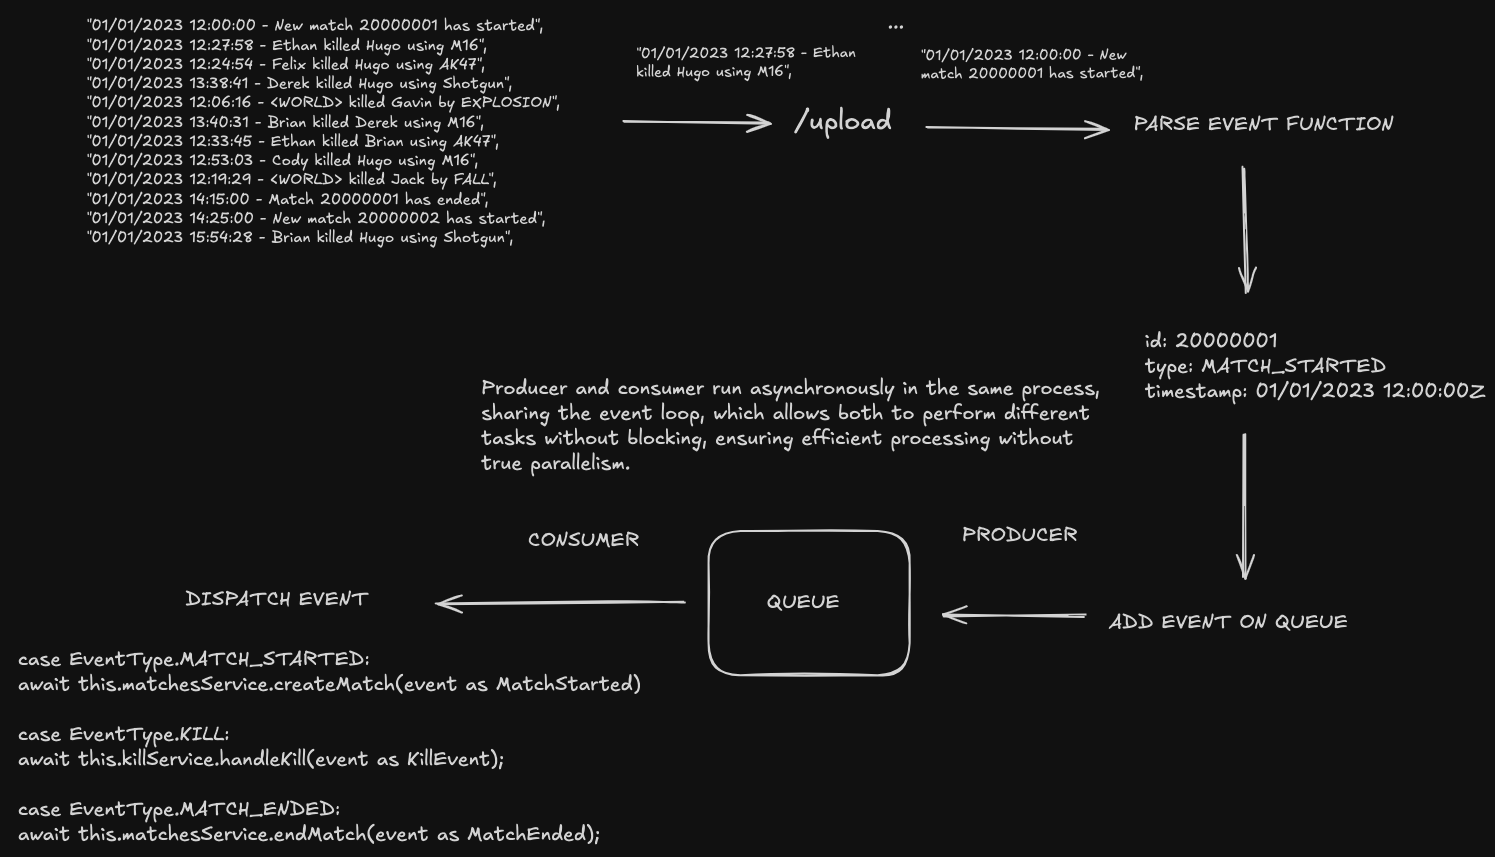 "01/01/2023 12:00:00 - New match 20000001 has started",
"01/01/2023 12:27:58 - Ethan killed Hugo using M16",
"01/01/2023 12:24:54 - Felix killed Hugo using AK47",
"01/01/2023 13:38:41 - Derek killed Hugo using Shotgun",
"01/01/2023 12:06:16 - <WORLD> killed Gavin by EXPLOSION",
"01/01/2023 13:40:31 - Brian killed Derek using M16",
"01/01/2023 12:33:45 - Ethan killed Brian using AK47",
"01/01/2023 12:53:03 - Cody killed Hugo using M16",
"01/01/2023 12:19:29 - <WORLD> killed Jack by FALL",
"01/01/2023 14:15:00 - Match 20000001 has ended",
"01/01/2023 14:25:00 - New match 20000002 has started",
"01/01/2023 15:54:28 - Brian killed Hugo using Shotgun",
...
"01/01/2023 12:27:58 - Ethan
killed Hugo using M16",
"01/01/2023 12:00:00 - New
match 20000001 has started",
/upload
PARSE EVENT FUNCTION
id: 20000001
type: MATCH_STARTED
timestamp: 01/01/2023 12:00:00Z
Producer and consumer run asynchronously in the same process,
sharing the event loop, which allows both to perform different
tasks without blocking, ensuring efficient processing without
true parallelism.
CONSUMER
PRODUCER
DISPATCH EVENT
QUEUE
ADD EVENT ON QUEUE
case EventType.MATCH_STARTED:
await this.matchesService.createMatch(event as MatchStarted)
case EventType.KILL:
await this.killService.handleKill(event as KillEvent);
case EventType.MATCH_ENDED:
await this.matchesService.endMatch(event as MatchEnded);